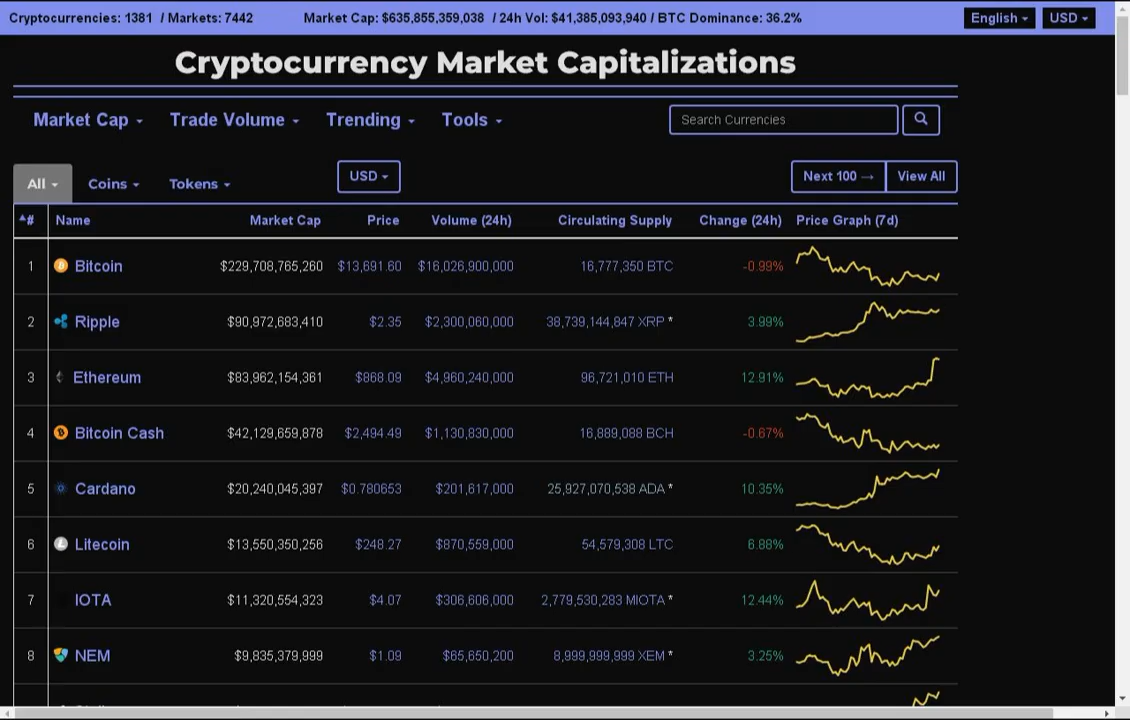 Cryptocurrencies: 1381 / Markets: 7442 Market Cap: $635,855,359,038 / 24h Vol: $41,385,093,940 / BTC Dominance: 36.2% English USD
Cryptocurrency Market Capitalizations
Market Cap Trade Volume Trending Tools Search Currencies
All Coins Tokens USD Next 100 → View All
# Name Market Cap Price Volume (24h) Circulating Supply Change (24h) Price Graph (7d)
1 Bitcoin $229,708,765,260 $13,691.60 $16,026,900,000 16,777,350 BTC -0.99%
2 Ripple $90,972,683,410 $2.35 $2,300,060,000 38,739,144,847 XRP * 3.99%
3 Ethereum $83,962,154,361 $868.09 $4,960,240,000 96,721,010 ETH 12.91%
4 Bitcoin Cash $42,129,659,878 $2,494.49 $1,130,830,000 16,889,088 BCH -0.67%
5 Cardano $20,240,045,397 $0.780653 $201,617,000 25,927,070,538 ADA * 10.35%
6 Litecoin $13,550,350,256 $248.27 $870,559,000 54,579,308 LTC 6.88%
7 IOTA $11,320,554,323 $4.07 $306,606,000 2,779,530,283 MIOTA * 12.44%
8 NEM $9,835,379,999 $1.09 $65,650,200 8,999,999,999 XEM * 3.25%